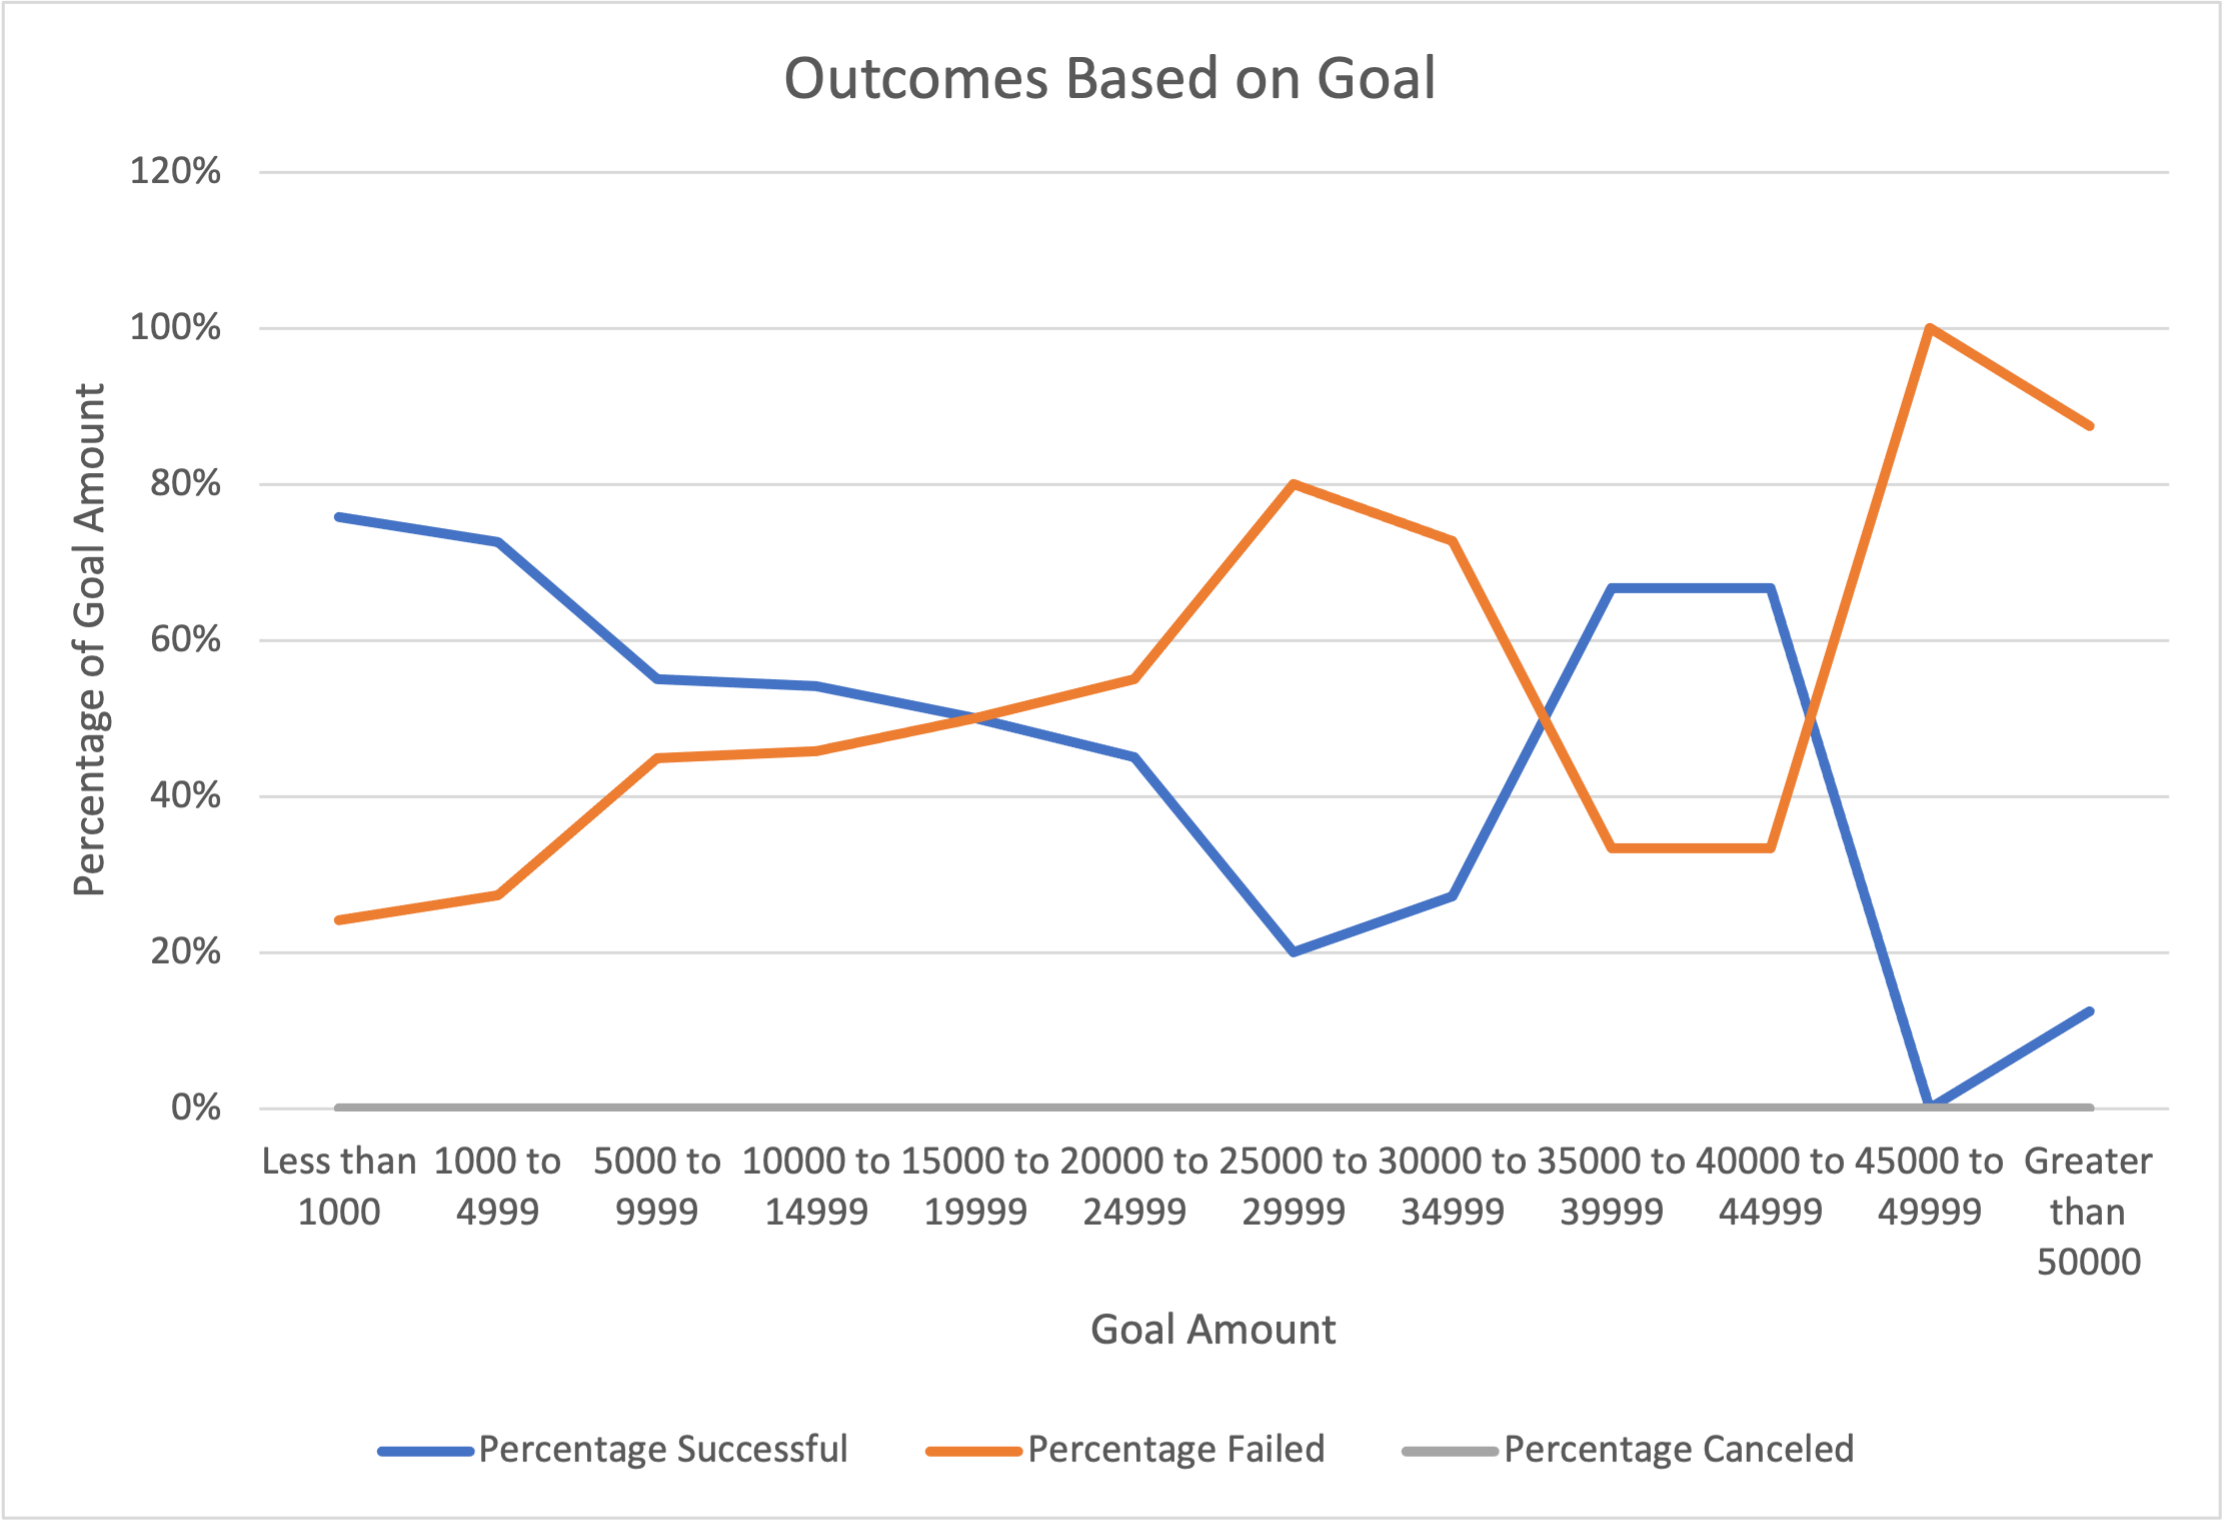 Outcomes Based on Goal
120%
100%
80%
60%
40%
20%
0%
Percentage of Goal Amount
Less than 1000 to 5000 to 10000 to 15000 to 20000 to 25000 to 30000 to 35000 to 40000 to 45000 to Greater
1000 4999 9999 14999 19999 24999 29999 34999 39999 44999 49999 than
50000
Goal Amount
Percentage Successful Percentage Failed Percentage Canceled